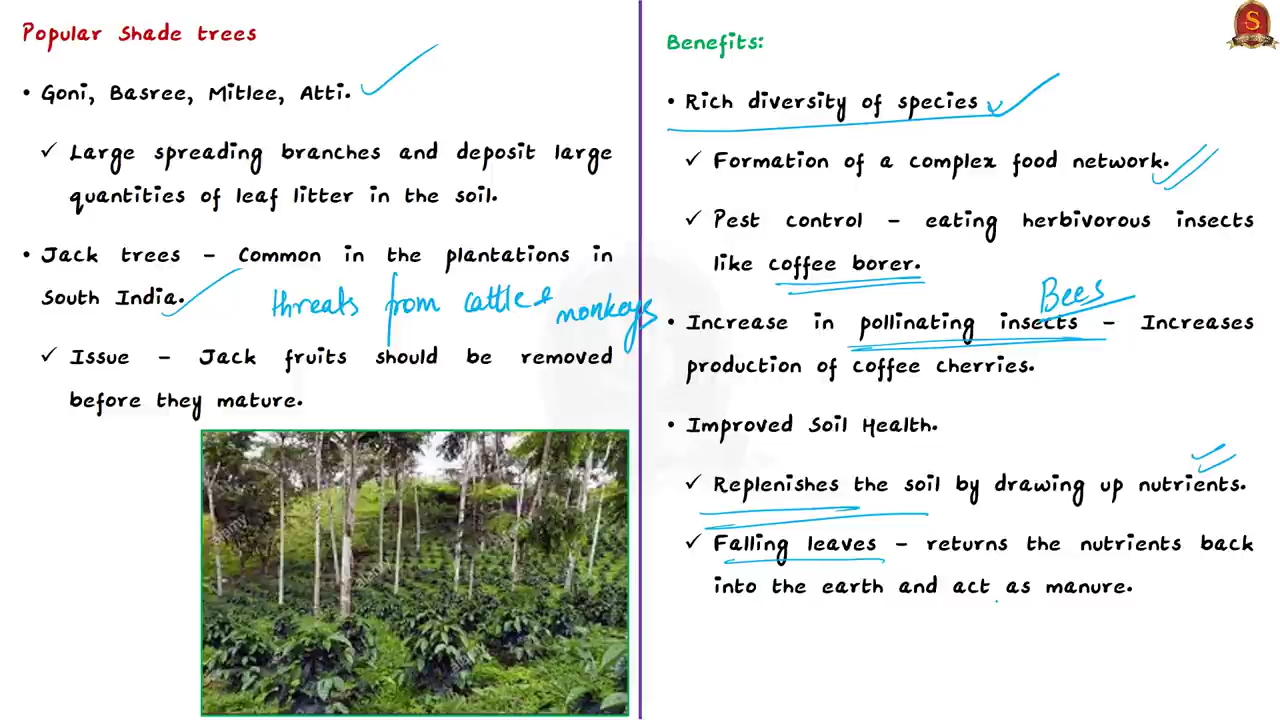 Popular Shade trees
• Goni, Basree, Mitlee, Atti.
✓ Large spreading branches and deposit large
quantities of leaf litter in the soil.
• Jack trees – Common in the plantations in
South India.
threats from cattle & monkeys
✓ Issue – Jack fruits should be removed
before they mature.
alamy
alamy
alamy
Benefits:
• Rich diversity of species
✓ Formation of a complex food network.
✓ Pest control – eating herbivorous insects
like coffee borer.
Bees
• Increase in pollinating insects – Increases
production of coffee cherries.
• Improved Soil Health.
✓ Replenishes the soil by drawing up nutrients.
✓ Falling leaves – returns the nutrients back
into the earth and act as manure.
S